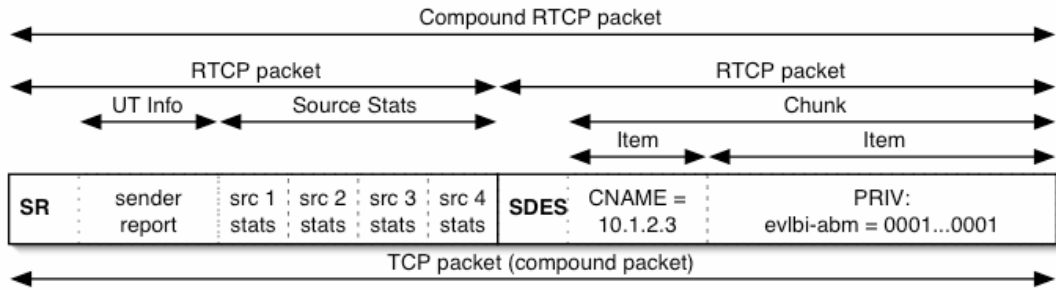 Compound RTCP packet
RTCP packet RTCP packet
UT Info Source Stats Chunk
Item Item
SR sender report src 1 stats src 2 stats src 3 stats src 4 stats SDES CNAME = 10.1.2.3 PRIV: evlbi-abm = 0001...0001
TCP packet (compound packet)